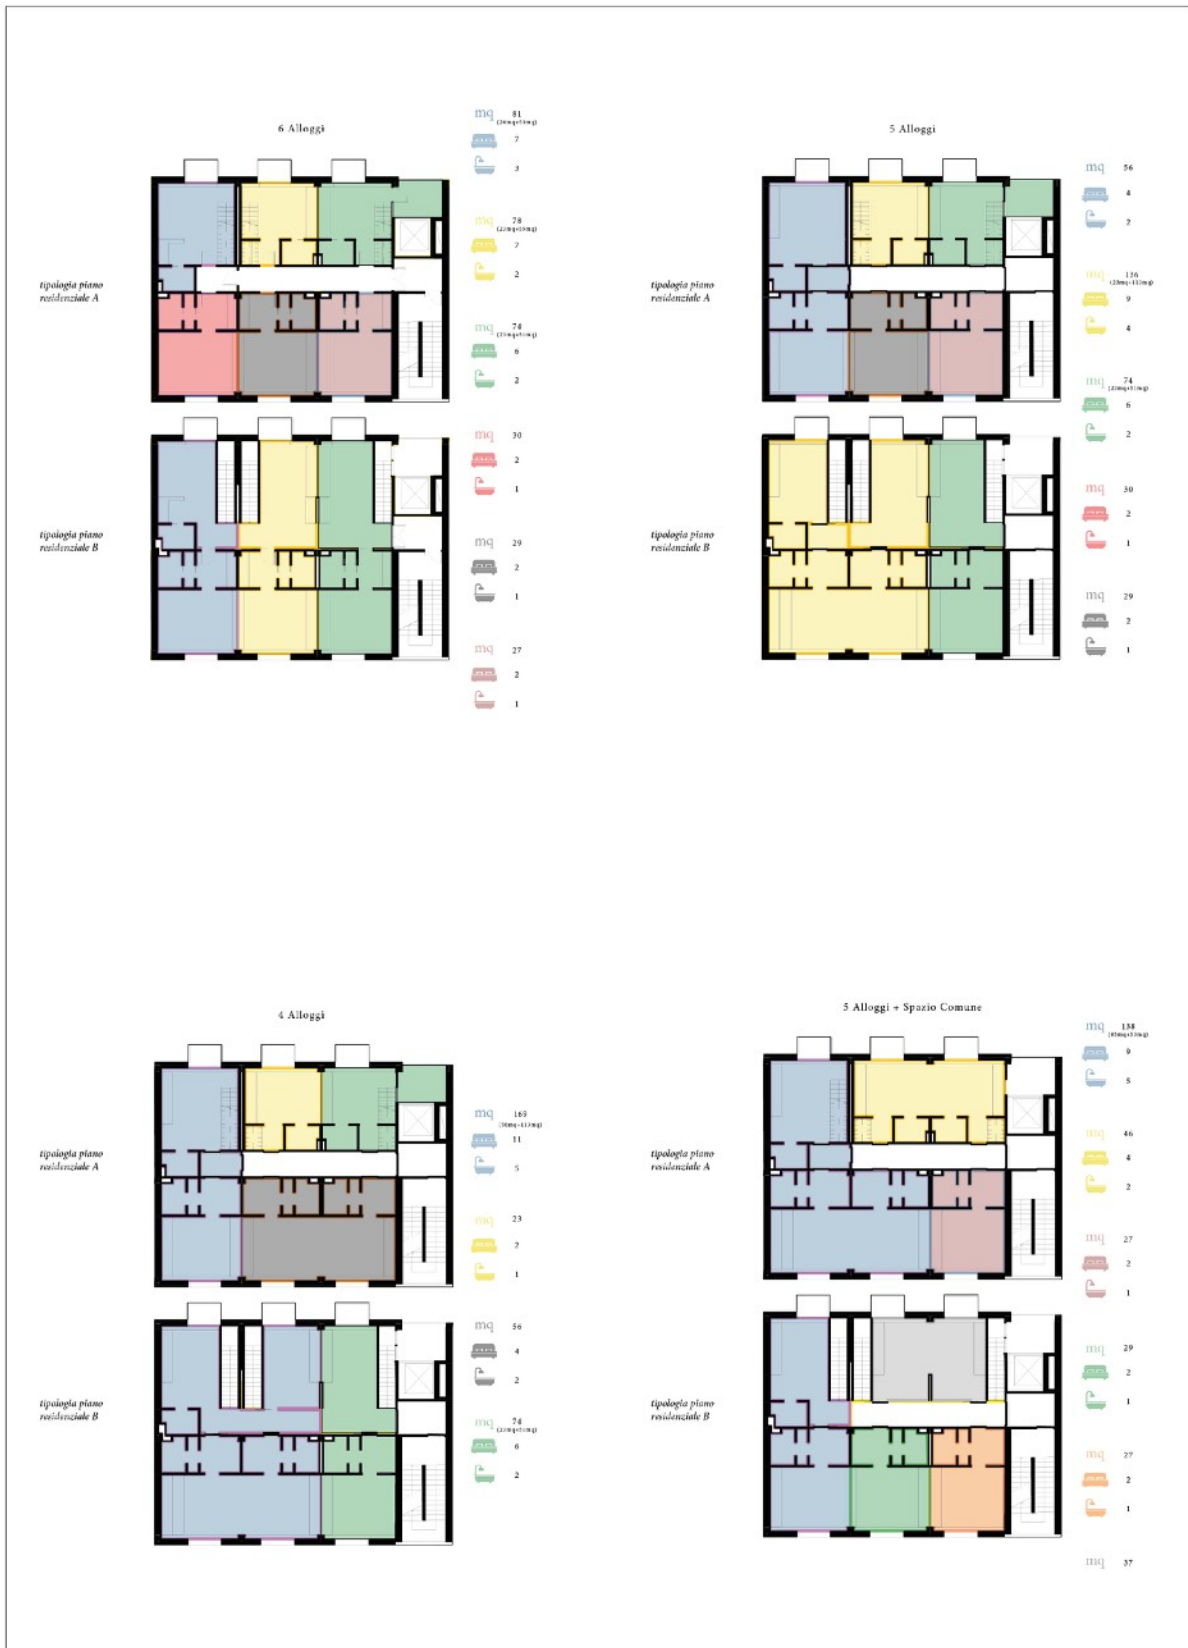 6 Alloggi
tipologia piano
residenziale A
tipologia piano
residenziale B
mq 81
7
3
mq 78
7
2
mq 74
6
2
mq 30
2
1
mq 29
2
1
mq 27
2
1
5 Alloggi
tipologia piano
residenziale A
tipologia piano
residenziale B
mq 56
4
2
mq 136
9
4
mq 74
6
2
mq 30
2
1
mq 29
2
1
4 Alloggi
tipologia piano
residenziale A
tipologia piano
residenziale B
mq 169
11
5
mq 23
2
1
mq 56
4
2
mq 74
6
2
5 Alloggi + Spazio Comune
tipologia piano
residenziale A
tipologia piano
residenziale B
mq 138
9
5
mq 46
4
2
mq 27
2
1
mq 29
2
1
mq 27
2
1
mq 37